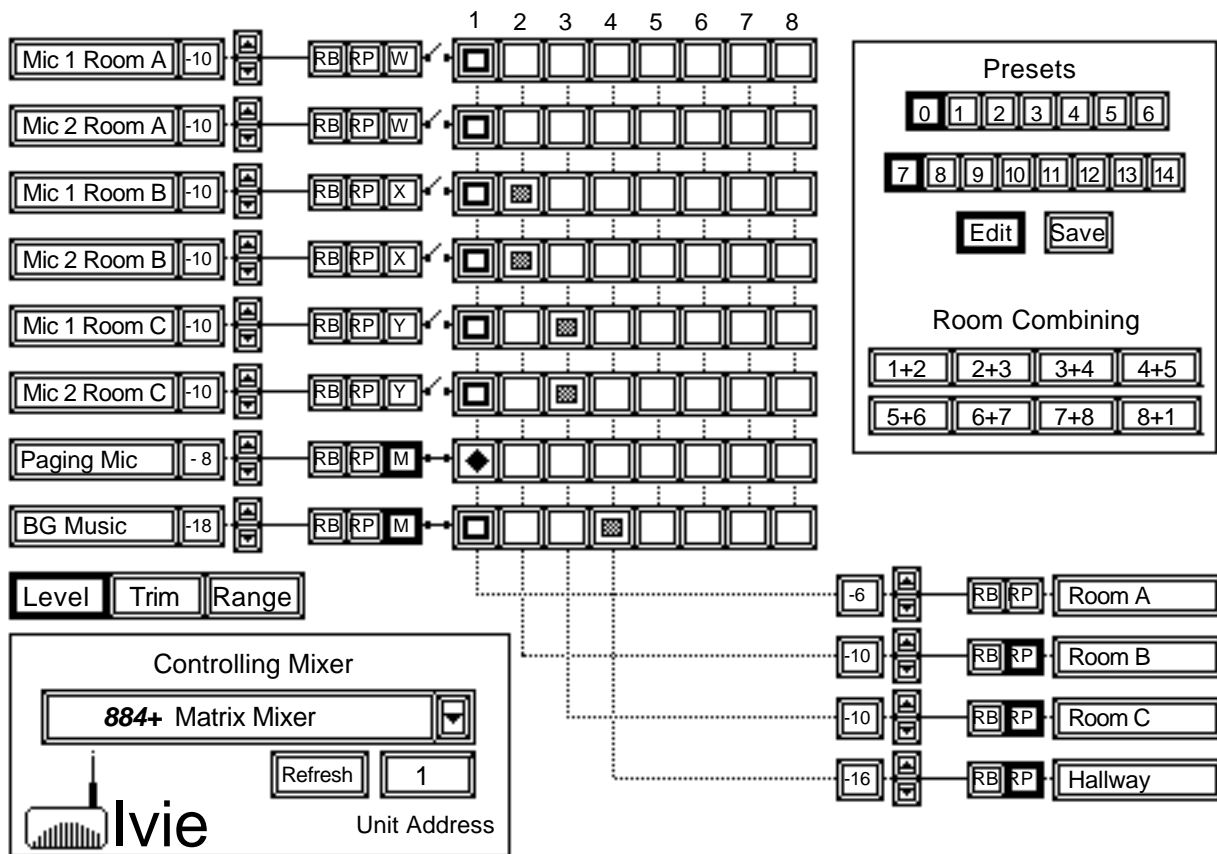 1 2 3 4 5 6 7 8
Mic 1 Room A -10 RB RP W
Mic 2 Room A -10 RB RP W
Mic 1 Room B -10 RB RP X
Mic 2 Room B -10 RB RP X
Mic 1 Room C -10 RB RP Y
Mic 2 Room C -10 RB RP Y
Paging Mic - 8 RB RP M
BG Music -18 RB RP M
Presets
0 1 2 3 4 5 6
7 8 9 10 11 12 13 14
Edit Save
Room Combining
1+2 2+3 3+4 4+5
5+6 6+7 7+8 8+1
Level Trim Range
-6 RB RP Room A
-10 RB RP Room B
-10 RB RP Room C
-16 RB RP Hallway
Controlling Mixer
884+ Matrix Mixer
Refresh 1
Ivie Unit Address